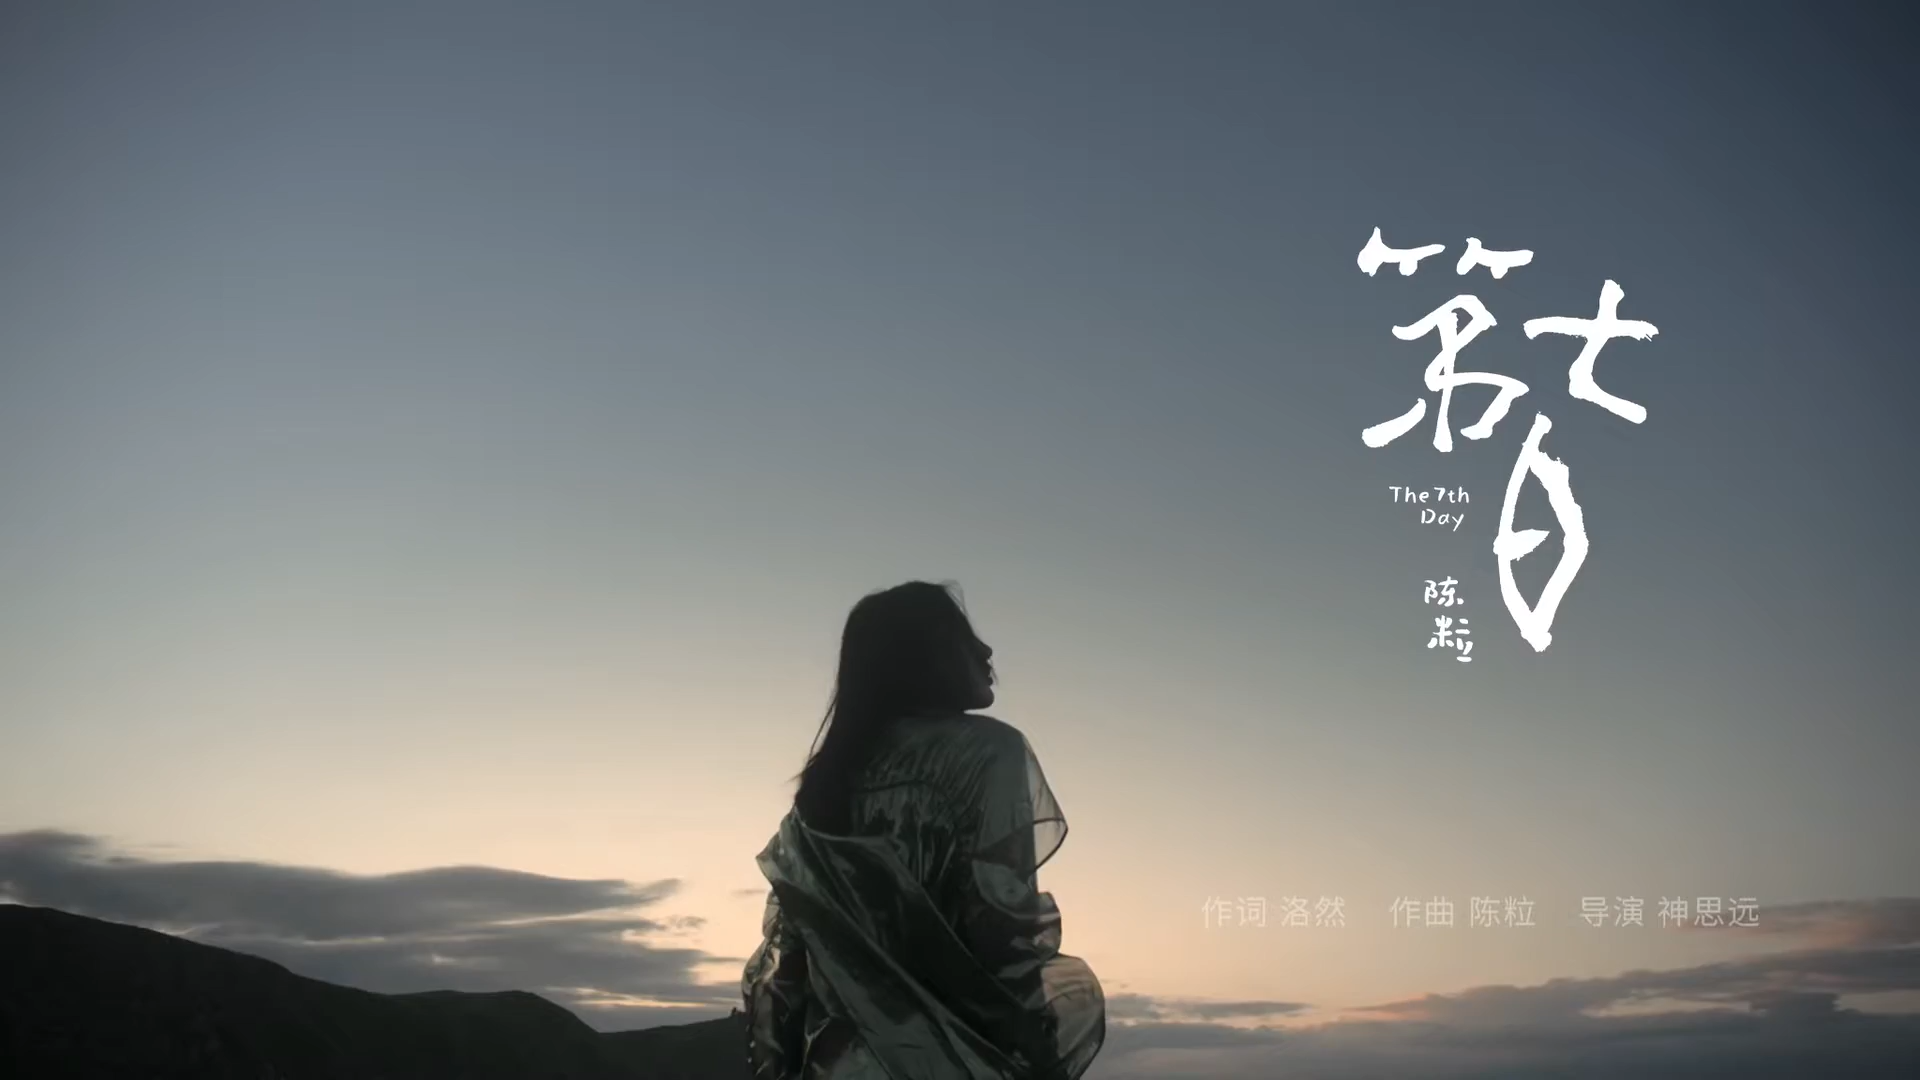 第七日
The 7th
Day
陈粒
作词 洛然 作曲 陈粒 导演 神思远